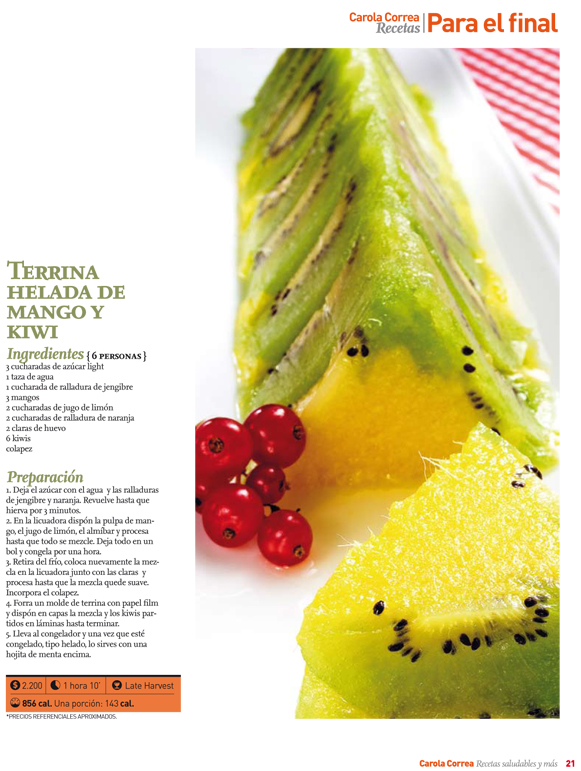 Carola Correa
Recetas
Para el final
TERRINA
HELADA DE
MANGO Y
KIWI
Ingredientes { 6 PERSONAS }
3 cucharadas de azúcar light
1 taza de agua
1 cucharada de ralladura de jengibre
3 mangos
2 cucharadas de jugo de limón
2 cucharadas de ralladura de naranja
2 claras de huevo
6 kiwis
colapez
Preparación
1. Deja el azúcar con el agua y las ralladuras
de jengibre y naranja. Revuelve hasta que
hierva por 3 minutos.
2. En la licuadora dispón la pulpa de man-
go, el jugo de limón, el almíbar y procesa
hasta que todo se mezcle. Deja todo en un
bol y congela por una hora.
3. Retira del frío, coloca nuevamente la mez-
cla en la licuadora junto con las claras y
procesa hasta que la mezcla quede suave.
Incorpora el colapez.
4. Forra un molde de terrina con papel film
y dispón en capas la mezcla y los kiwis par-
tidos en láminas hasta terminar.
5. Lleva al congelador y una vez que esté
congelado, tipo helado, lo sirves con una
hojita de menta encima.
$ 2.200 1 hora 10' Late Harvest
856 cal. Una porción: 143 cal.
*PRECIOS REFERENCIALES APROXIMADOS.
Carola Correa Recetas saludables y más 21